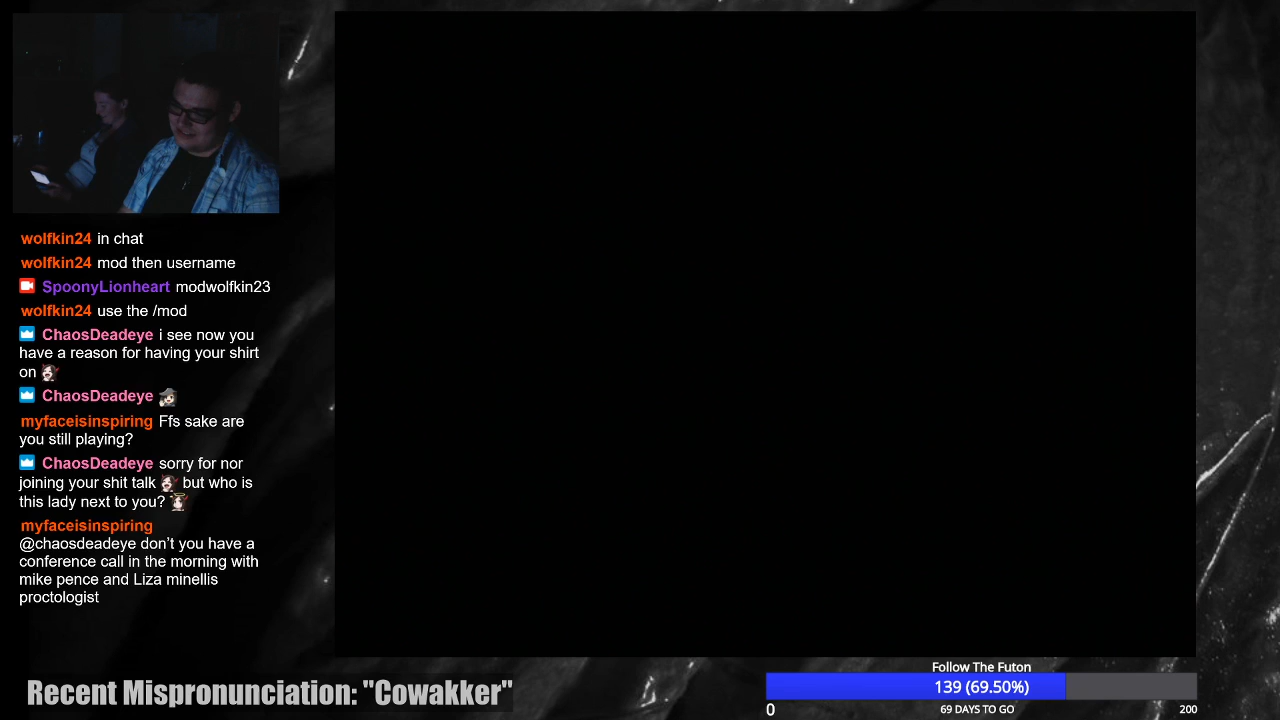 wolfkin24 in chat
wolfkin24 mod then username
SpoonyLionheart modwolfkin23
wolfkin24 use the /mod
ChaosDeadeye i see now you
have a reason for having your shirt
on
ChaosDeadeye
myfaceisinspiring Ffs sake are
you still playing?
ChaosDeadeye sorry for nor
joining your shit talk but who is
this lady next to you?
myfaceisinspiring
@chaosdeadeye don't you have a
conference call in the morning with
mike pence and Liza minellis
proctologist
Recent Mispronunciation: "Cowakker"
Follow The Futon
139 (69.50%)
0 69 DAYS TO GO 200